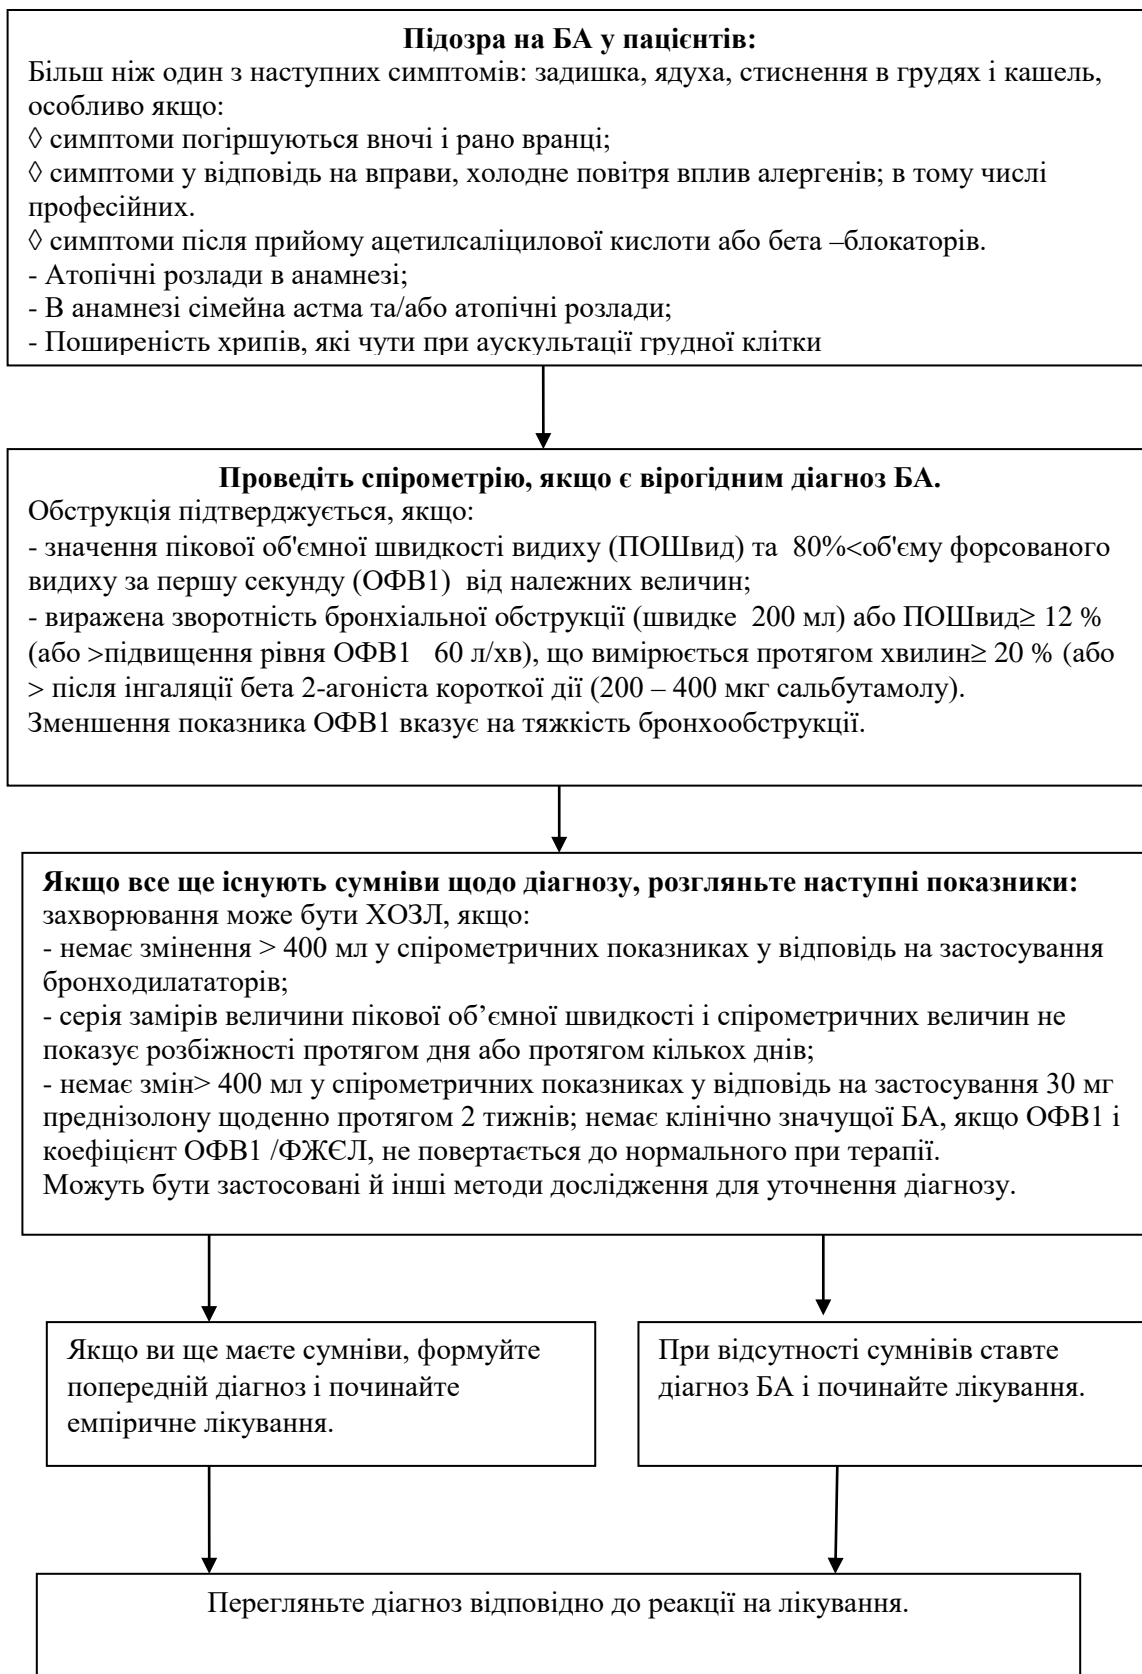 Підозра на БА у пацієнтів:
Більш ніж один з наступних симптомів: задишка, ядуха, стиснення в грудях і кашель,
особливо якщо:
◊ симптоми погіршуються вночі і рано вранці;
◊ симптоми у відповідь на вправи, холодне повітря вплив алергенів; в тому числі
професійних.
◊ симптоми після прийому ацетилсаліцилової кислоти або бета –блокаторів.
- Атопічні розлади в анамнезі;
- В анамнезі сімейна астма та/або атопічні розлади;
- Поширеність хрипів, які чути при аускультації грудної клітки
Проведіть спірометрію, якщо є вірогідним діагноз БА.
Обструкція підтверджується, якщо:
- значення пікової об'ємної швидкості видиху (ПОШвид) та 80%<об'єму форсованого
видиху за першу секунду (ОФВ1) від належних величин;
- виражена зворотність бронхіальної обструкції (швидке 200 мл) або ПОШвид≥ 12 %
(або >підвищення рівня ОФВ1 60 л/хв), що вимірюється протягом хвилин≥ 20 % (або
> після інгаляції бета 2-агоніста короткої дії (200 – 400 мкг сальбутамолу).
Зменшення показника ОФВ1 вказує на тяжкість бронхообструкції.
Якщо все ще існують сумніви щодо діагнозу, розгляньте наступні показники:
захворювання може бути ХОЗЛ, якщо:
- немає змінення > 400 мл у спірометричних показниках у відповідь на застосування
бронходилататорів;
- серія замірів величини пікової об’ємної швидкості і спірометричних величин не
показує розбіжності протягом дня або протягом кількох днів;
- немає змін> 400 мл у спірометричних показниках у відповідь на застосування 30 мг
преднізолону щоденно протягом 2 тижнів; немає клінічно значущої БА, якщо ОФВ1 і
коефіцієнт ОФВ1 /ФЖЄЛ, не повертається до нормального при терапії.
Можуть бути застосовані й інші методи дослідження для уточнення діагнозу.
Якщо ви ще маєте сумніви, формуйте
попередній діагноз і починайте
емпіричне лікування.
При відсутності сумнівів ставте
діагноз БА і починайте лікування.
Перегляньте діагноз відповідно до реакції на лікування.